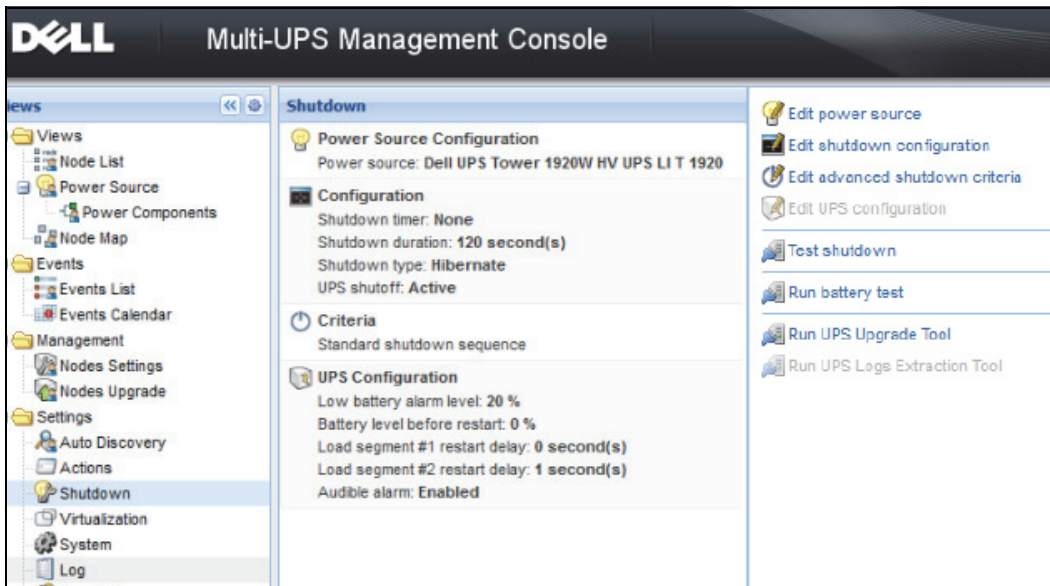 DELL
Multi-UPS Management Console
iews
Views
Node List
Power Source
Power Components
Node Map
Events
Events List
Events Calendar
Management
Nodes Settings
Nodes Upgrade
Settings
Auto Discovery
Actions
Shutdown
Virtualization
System
Log
Shutdown
Power Source Configuration
Power source: Dell UPS Tower 1920W HV UPS LI T 1920
Configuration
Shutdown timer: None
Shutdown duration: 120 second(s)
Shutdown type: Hibernate
UPS shutoff: Active
Criteria
Standard shutdown sequence
UPS Configuration
Low battery alarm level: 20 %
Battery level before restart: 0 %
Load segment #1 restart delay: 0 second(s)
Load segment #2 restart delay: 1 second(s)
Audible alarm: Enabled
Edit power source
Edit shutdown configuration
Edit advanced shutdown criteria
Edit UPS configuration
Test shutdown
Run battery test
Run UPS Upgrade Tool
Run UPS Logs Extraction Tool